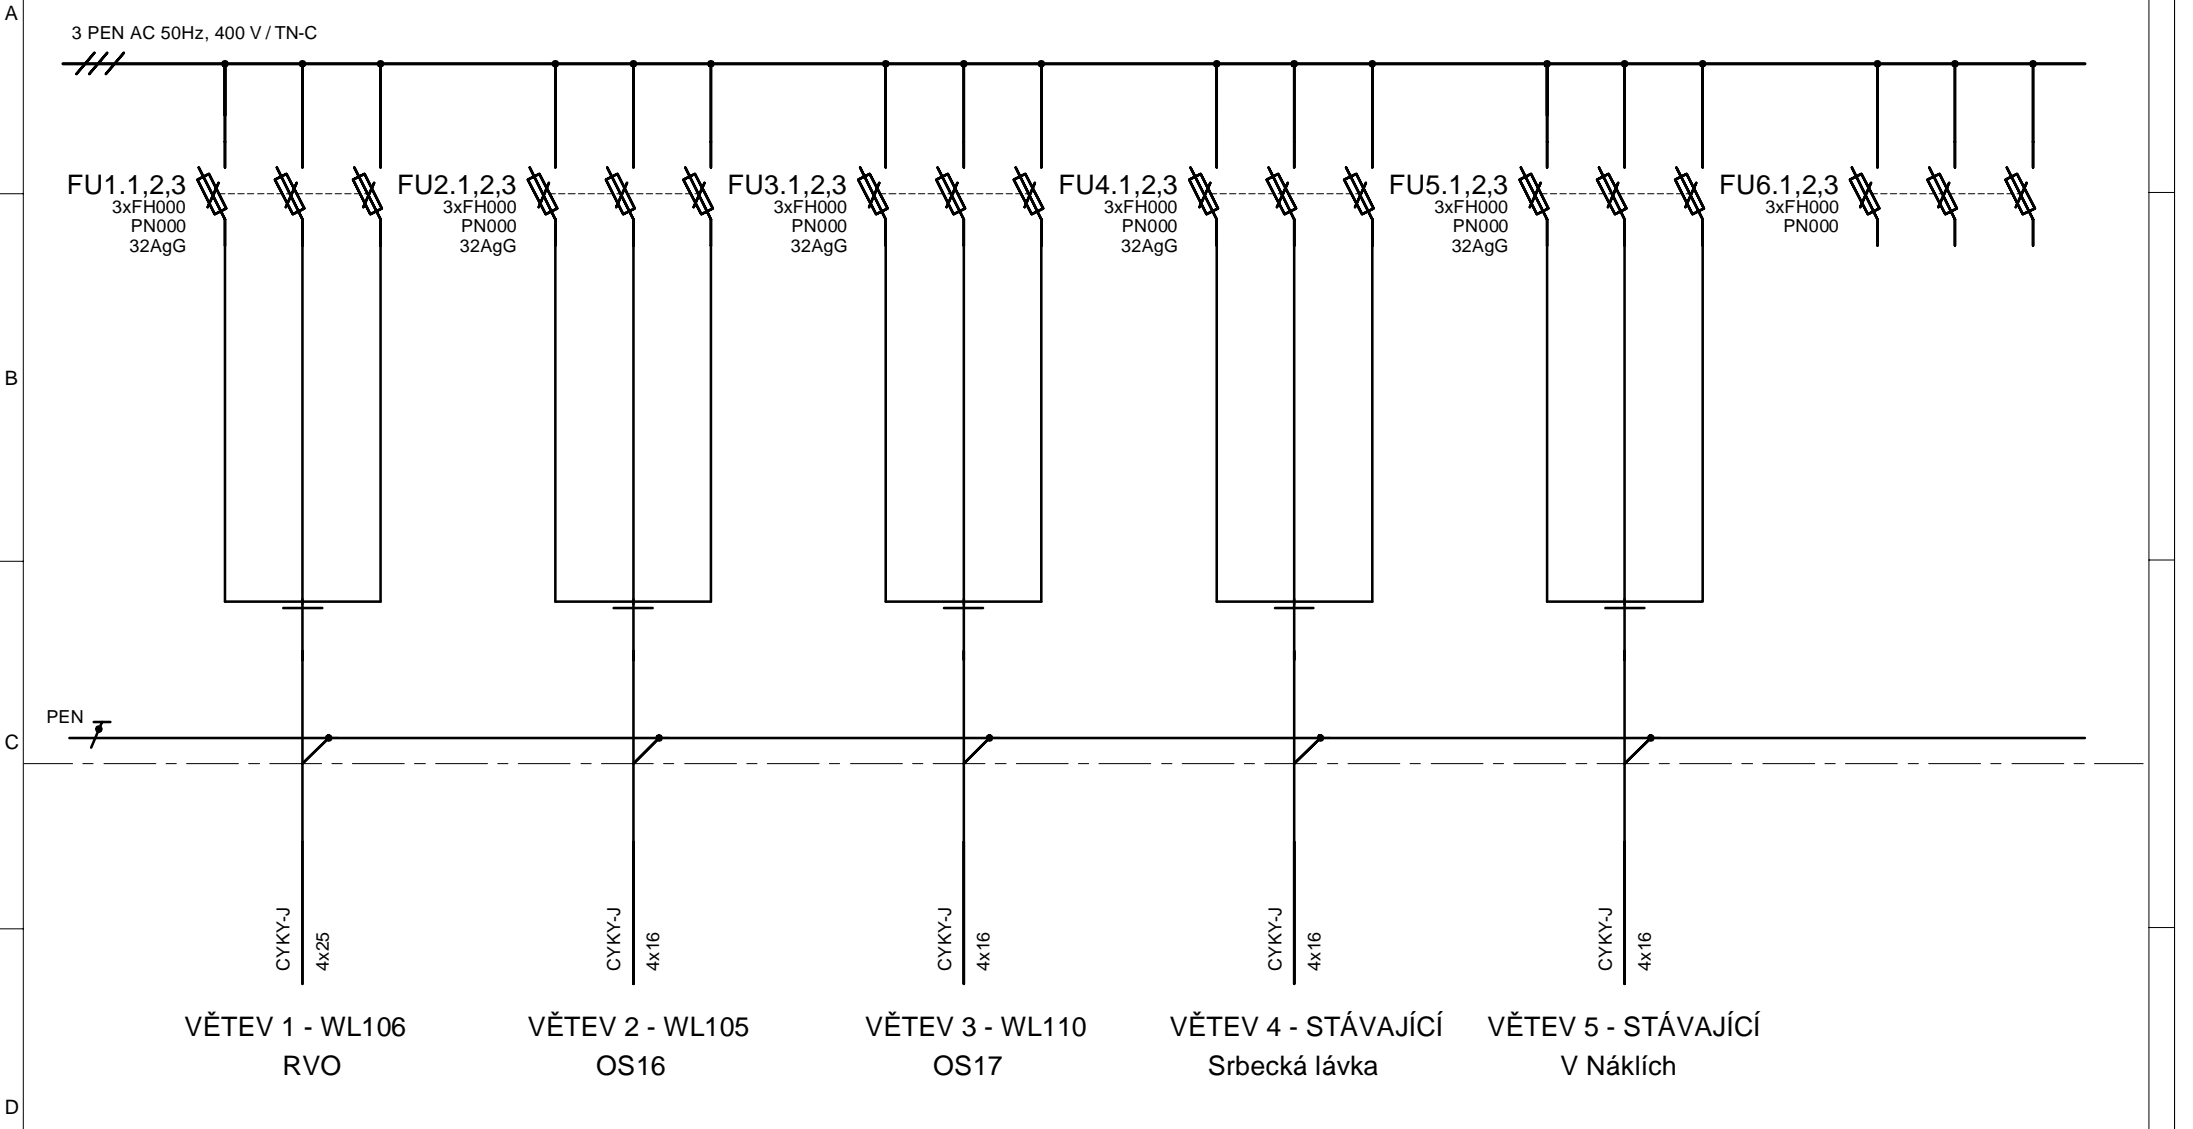 A
3 PEN AC 50Hz, 400 V / TN-C
FU1.1,2,3
3xFH000
PN000
32AgG
FU2.1,2,3
3xFH000
PN000
32AgG
FU3.1,2,3
3xFH000
PN000
32AgG
FU4.1,2,3
3xFH000
PN000
32AgG
FU5.1,2,3
3xFH000
PN000
32AgG
FU6.1,2,3
3xFH000
PN000
B
PEN
C
CYKY-J
4x25
CYKY-J
4x16
CYKY-J
4x16
CYKY-J
4x16
CYKY-J
4x16
VĚTEV 1 - WL106
RVO
VĚTEV 2 - WL105
OS16
VĚTEV 3 - WL110
OS17
VĚTEV 4 - STÁVAJÍCÍ
Srbecká lávka
VĚTEV 5 - STÁVAJÍCÍ
V Náklích
D